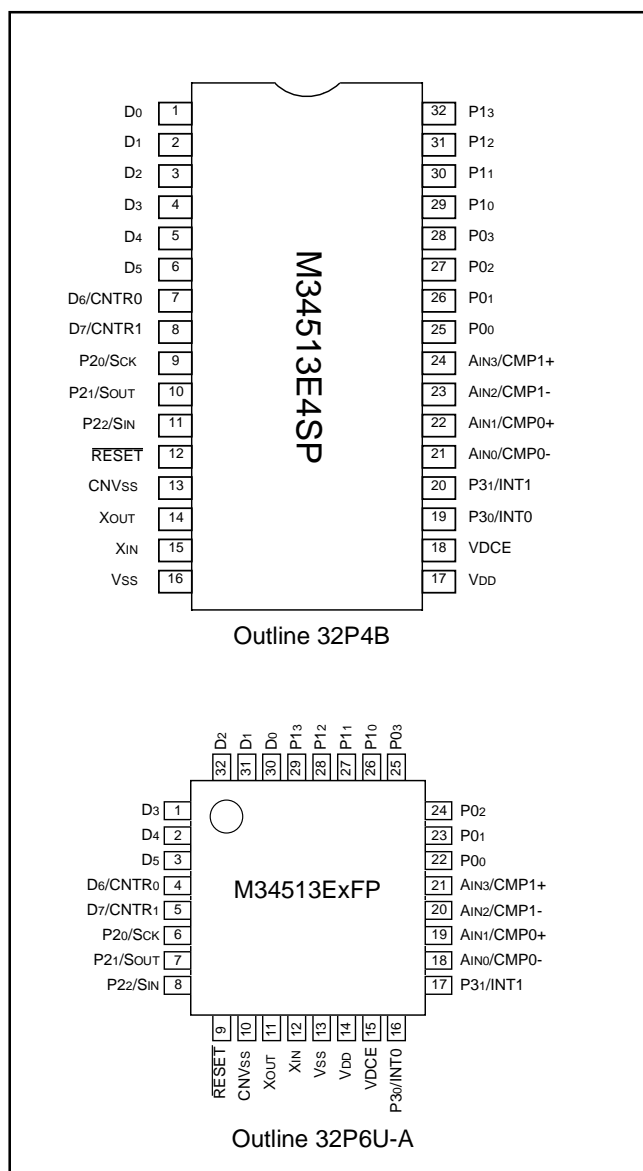 D0 1 32 P13
D1 2 31 P12
D2 3 30 P11
D3 4 29 P10
D4 5 28 P03
D5 6 27 P02
D6/CNTR0 7 26 P01
D7/CNTR1 8 25 P00
P20/SCK 9 24 AIN3/CMP1+
P21/SOUT 10 23 AIN2/CMP1-
P22/SIN 11 22 AIN1/CMP0+
RESET 12 21 AIN0/CMP0-
CNVSS 13 20 P31/INT1
XOUT 14 19 P30/INT0
XIN 15 18 VDCE
VSS 16 17 VDD
M34513E4SP
Outline 32P4B
D2 D1 D0 P13 P12 P11 P10 P03
32 31 30 29 28 27 26 25
D3 1 24 P02
D4 2 23 P01
D5 3 22 P00
D6/CNTR0 4 21 AIN3/CMP1+
D7/CNTR1 5 20 AIN2/CMP1-
P20/SCK 6 19 AIN1/CMP0+
P21/SOUT 7 18 AIN0/CMP0-
P22/SIN 8 17 P31/INT1
M34513ExFP
9 10 11 12 13 14 15 16
RESET CNVSS XOUT XIN VSS VDD VDCE P30/INT0
Outline 32P6U-A